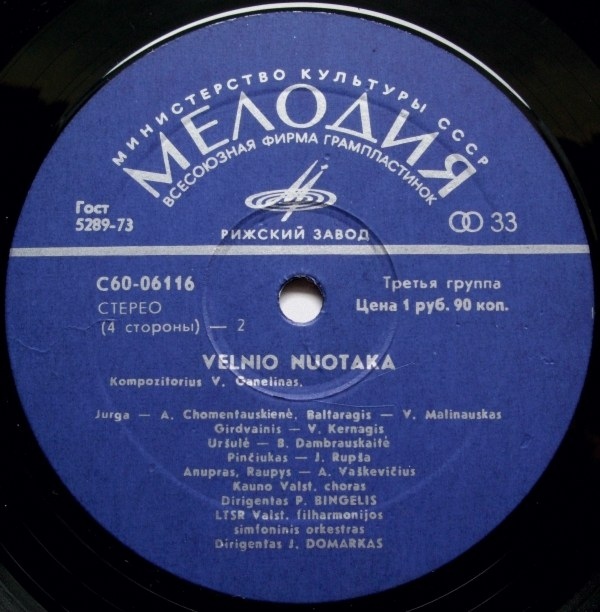 МИНИСТЕРСТВО КУЛЬТУРЫ СССР
МЕЛОДИЯ
ВСЕСОЮЗНАЯ ФИРМА ГРАМПЛАСТИНОК
Гост
5289-73
33
РИЖСКИЙ ЗАВОД
С60-06116
Третья группа
СТЕРЕО
Цена 1 руб. 90 коп.
(4 стороны) — 2
VELNIO NUOTAKA
Kompozitorius V. Ganelinas,
Jurga — A. Chomentauskienė, Baltaragis — V. Malinauskas
Girdvainis — V. Kernagis
Uršulė — B. Dambrauskaitė
Pinčiukas — J. Rupša
Anupras, Raupys — A. Vaškevičius
Kauno Valst. choras
Dirigentas P. BINGELIS
LTSR Valst. filharmonijos
simfoninis orkestras
Dirigentas J. DOMARKAS